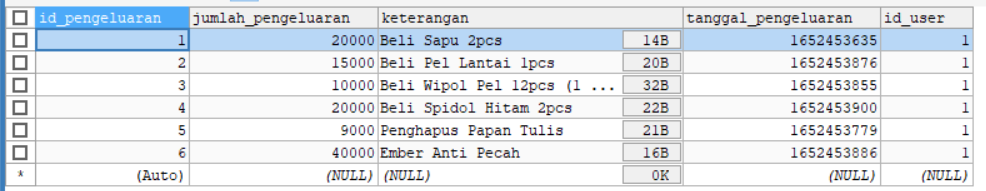 id_pengeluaran jumlah_pengeluaran keterangan tanggal_pengeluaran id_user
1 20000 Beli Sapu 2pcs 14B 1652453635 1
2 15000 Beli Pel Lantai 1pcs 20B 1652453876 1
3 10000 Beli Wipol Pel 12pcs (1 ... 32B 1652453855 1
4 20000 Beli Spidol Hitam 2pcs 22B 1652453900 1
5 9000 Penghapus Papan Tulis 21B 1652453779 1
6 40000 Ember Anti Pecah 16B 1652453886 1
* (Auto) (NULL) (NULL) 0K (NULL) (NULL)